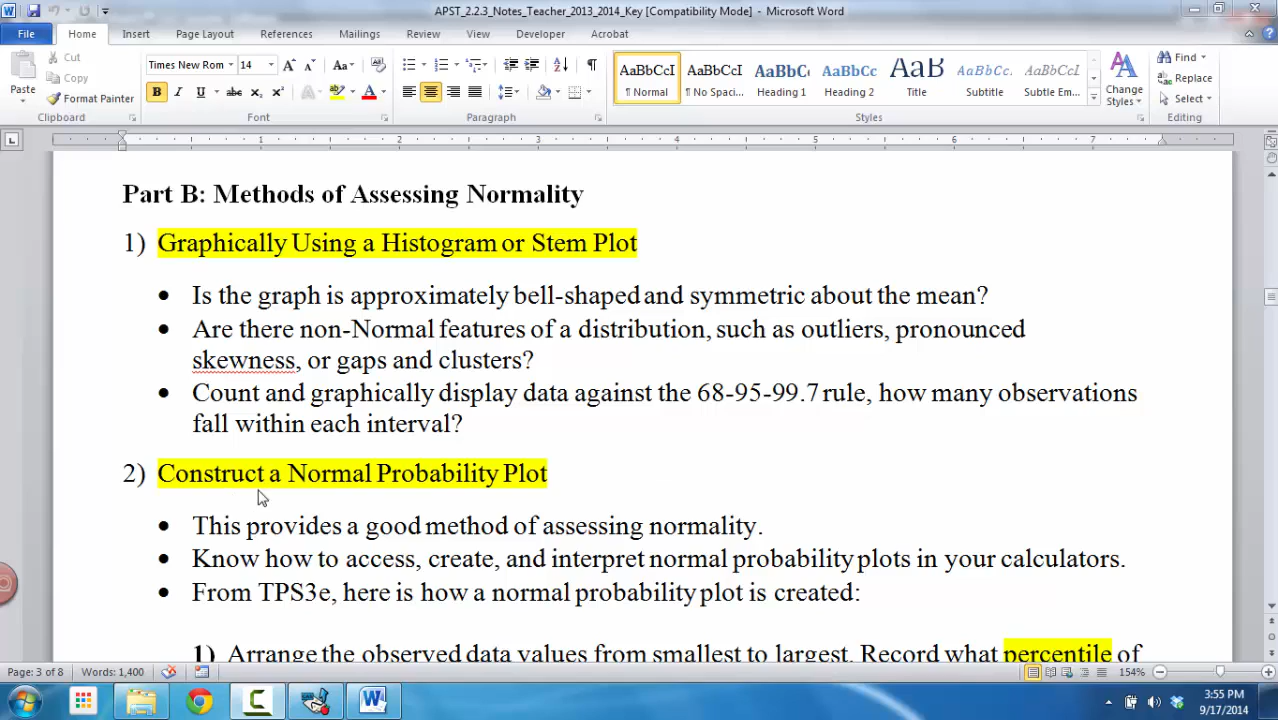 APST_2.2.3_Notes_Teacher_2013_2014_Key [Compatibility Mode] - Microsoft Word
File Home Insert Page Layout References Mailings Review View Developer Acrobat
Paste
Cut
Copy
Format Painter
Clipboard
Times New Rom 14
Font
Paragraph
AaBbCcI AaBbCcI AaBbC AaBbCc AaB AaBbCcI AaBbCcI
¶ Normal ¶ No Spaci... Heading 1 Heading 2 Title Subtitle Subtle Em...
Styles
Change Styles
Find
Replace
Select
Editing
1 2 3 4 5 6 7
Part B: Methods of Assessing Normality
1) Graphically Using a Histogram or Stem Plot
• Is the graph is approximately bell-shaped and symmetric about the mean?
• Are there non-Normal features of a distribution, such as outliers, pronounced
skewness, or gaps and clusters?
• Count and graphically display data against the 68-95-99.7 rule, how many observations
fall within each interval?
2) Construct a Normal Probability Plot
• This provides a good method of assessing normality.
• Know how to access, create, and interpret normal probability plots in your calculators.
• From TPS3e, here is how a normal probability plot is created:
1) Arrange the observed data values from smallest to largest. Record what percentile of
Page: 3 of 8 Words: 1,400 154%
3:55 PM
9/17/2014